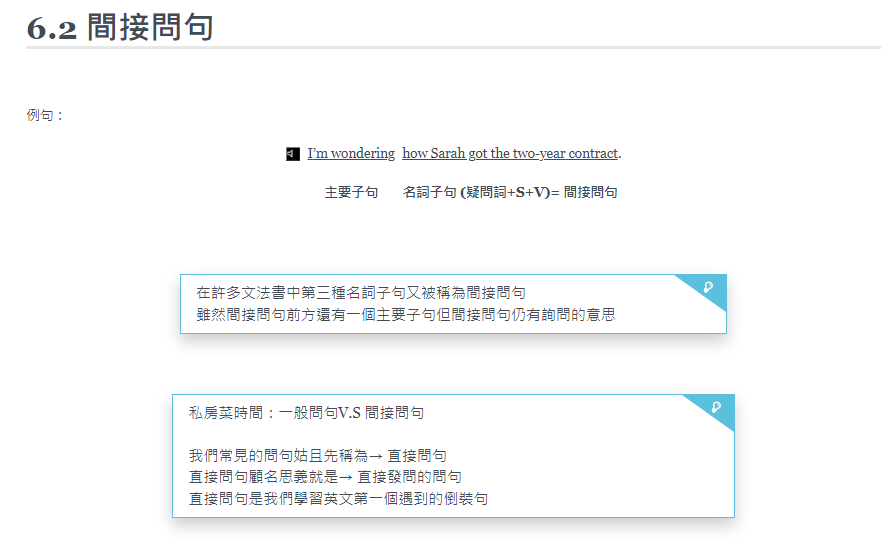 6.2 間接問句
例句：
I'm wondering how Sarah got the two-year contract.
主要子句 名詞子句 (疑問詞+S+V)= 間接問句
在許多文法書中第三種名詞子句又被稱為間接問句
雖然間接問句前方還有一個主要子句但間接問句仍有詢問的意思
私房菜時間：一般問句V.S 間接問句
我們常見的問句姑且先稱為→ 直接問句
直接問句顧名思義就是→ 直接發問的問句
直接問句是我們學習英文第一個遇到的倒裝句